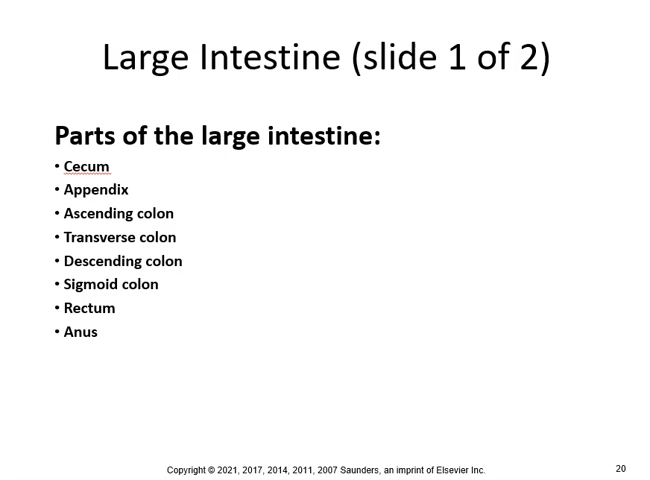 Large Intestine (slide 1 of 2)
Parts of the large intestine:
• Cecum
• Appendix
• Ascending colon
• Transverse colon
• Descending colon
• Sigmoid colon
• Rectum
• Anus
Copyright © 2021, 2017, 2014, 2011, 2007 Saunders, an imprint of Elsevier Inc.
20